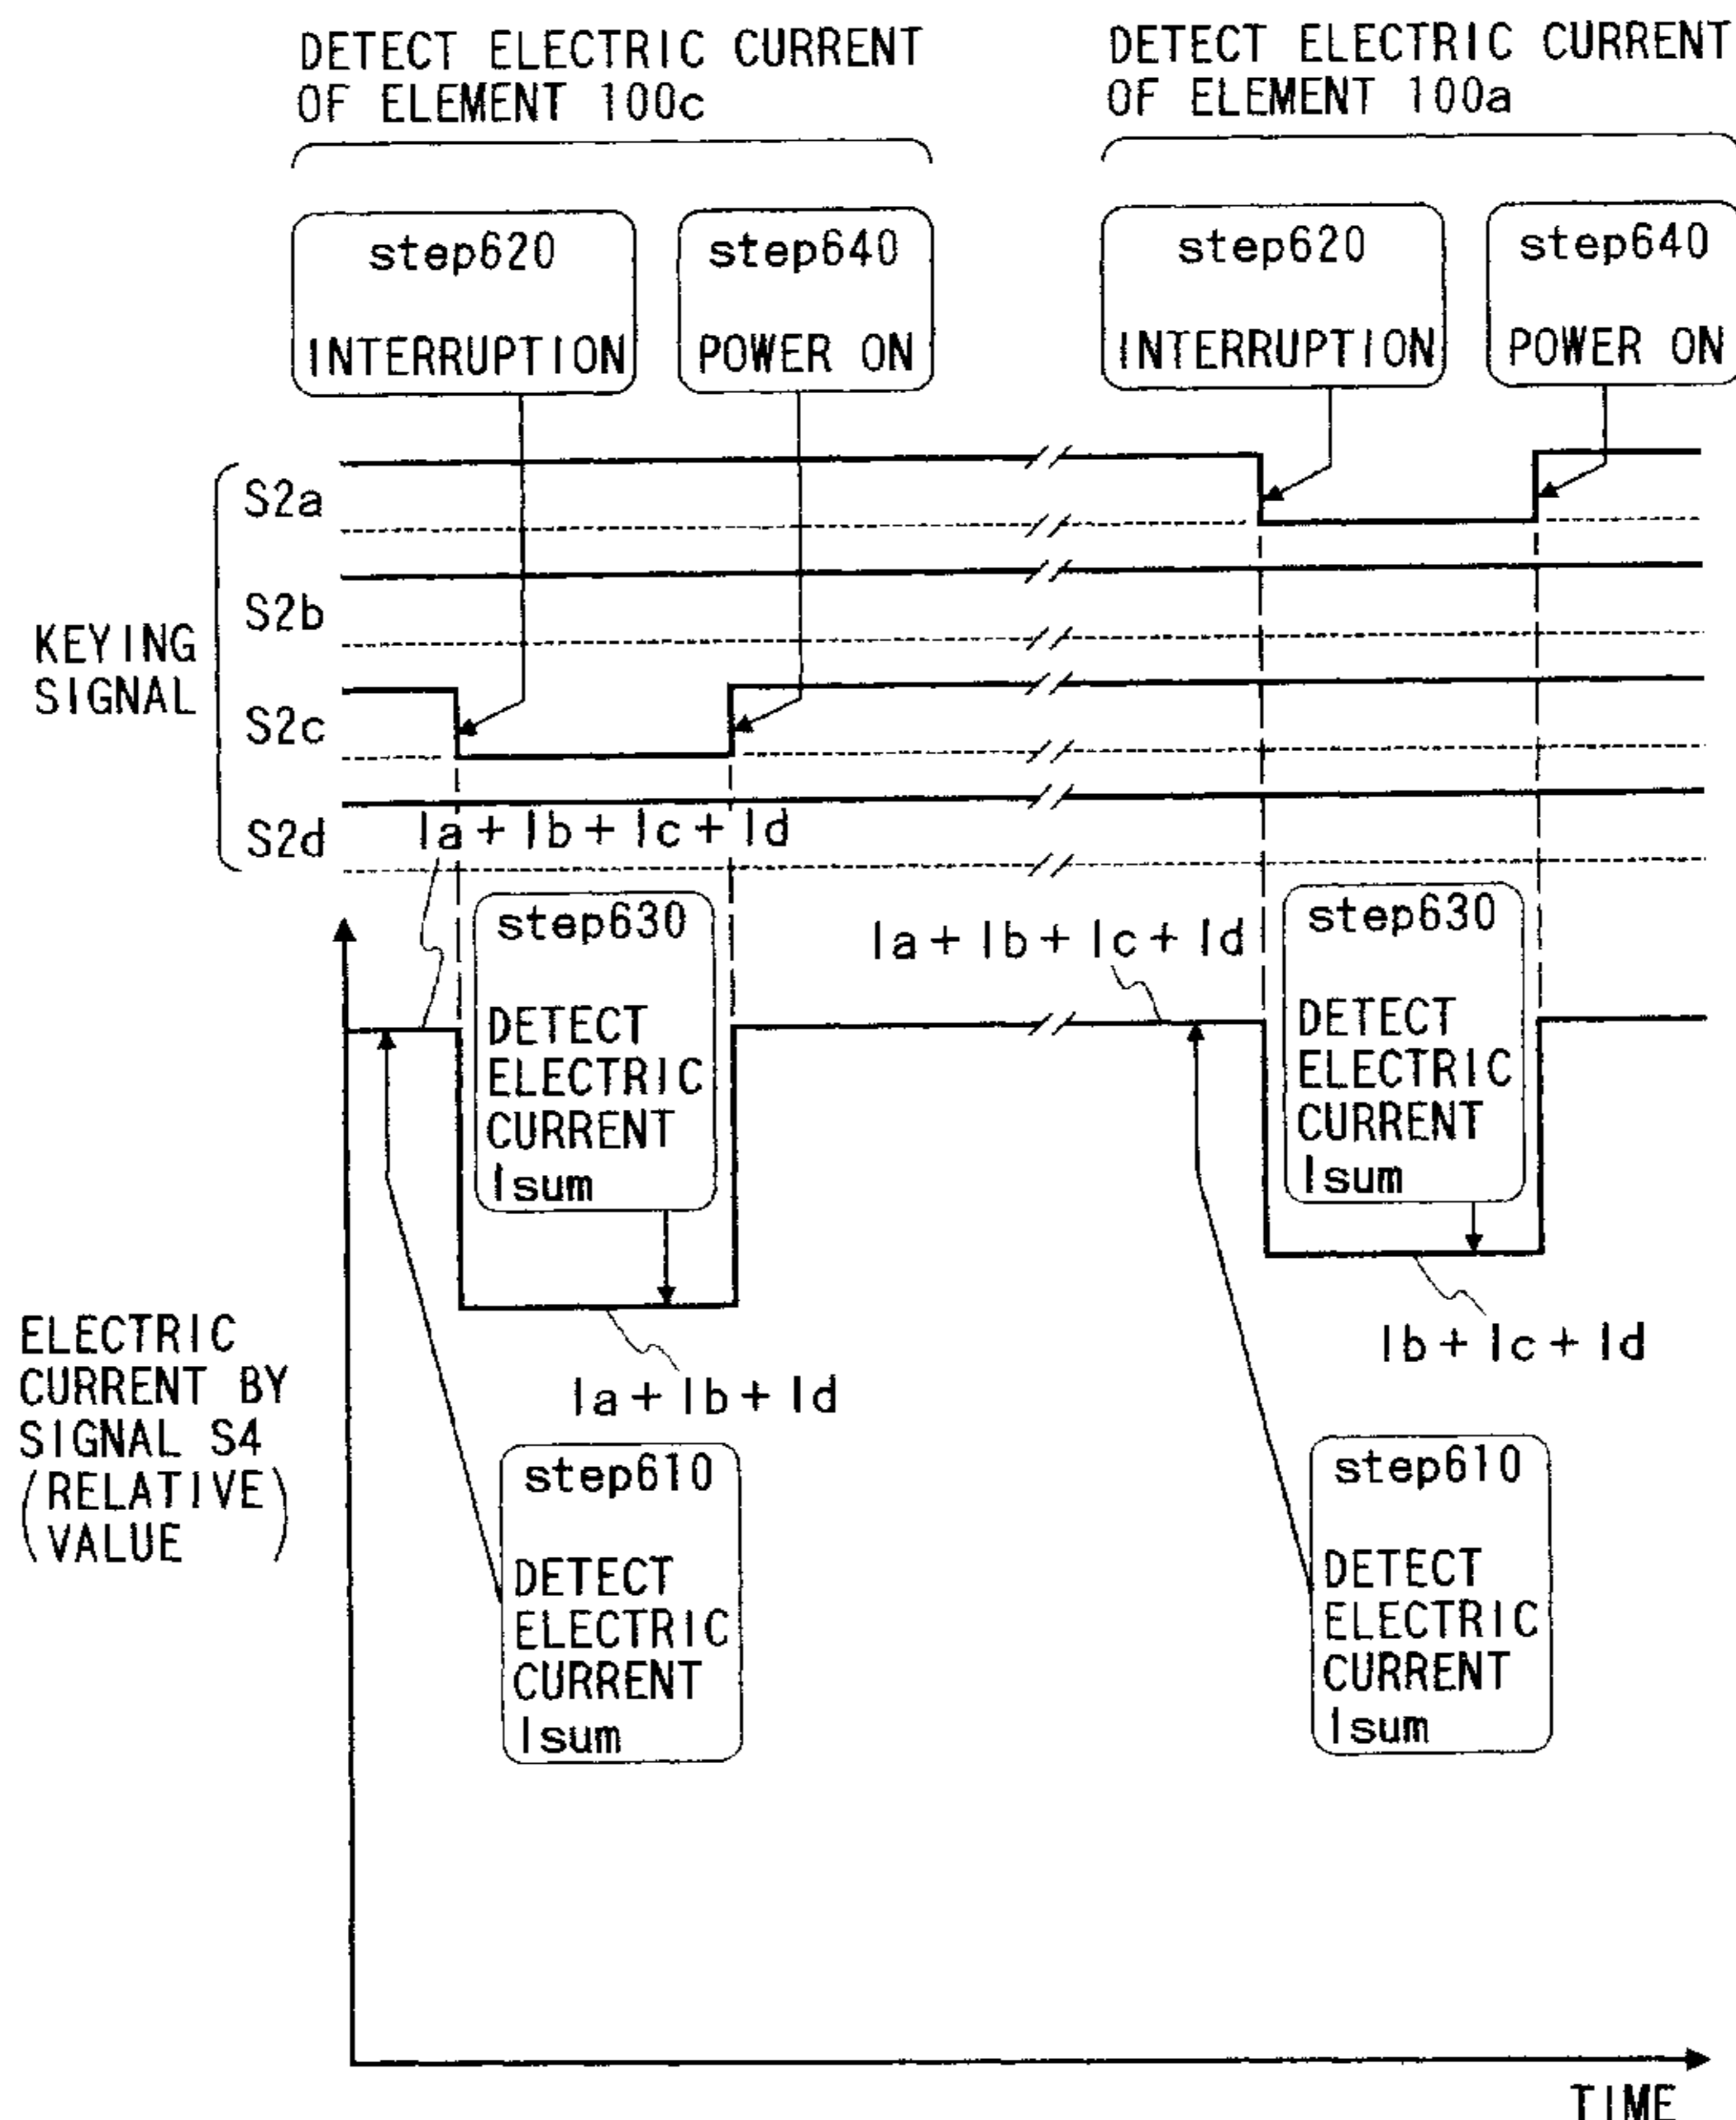 DETECT ELECTRIC CURRENT
OF ELEMENT 100c
DETECT ELECTRIC CURRENT
OF ELEMENT 100a
step620
INTERRUPTION
step640
POWER ON
step620
INTERRUPTION
step640
POWER ON
KEYING
SIGNAL
S2a
S2b
S2c
S2d
Ia + Ib + Ic + Id
step630
DETECT
ELECTRIC
CURRENT
Isum
Ia + Ib + Ic + Id
step630
DETECT
ELECTRIC
CURRENT
Isum
Ia + Ib + Id
Ib + Ic + Id
ELECTRIC
CURRENT BY
SIGNAL S4
(RELATIVE
VALUE )
step610
DETECT
ELECTRIC
CURRENT
Isum
step610
DETECT
ELECTRIC
CURRENT
Isum
TIME